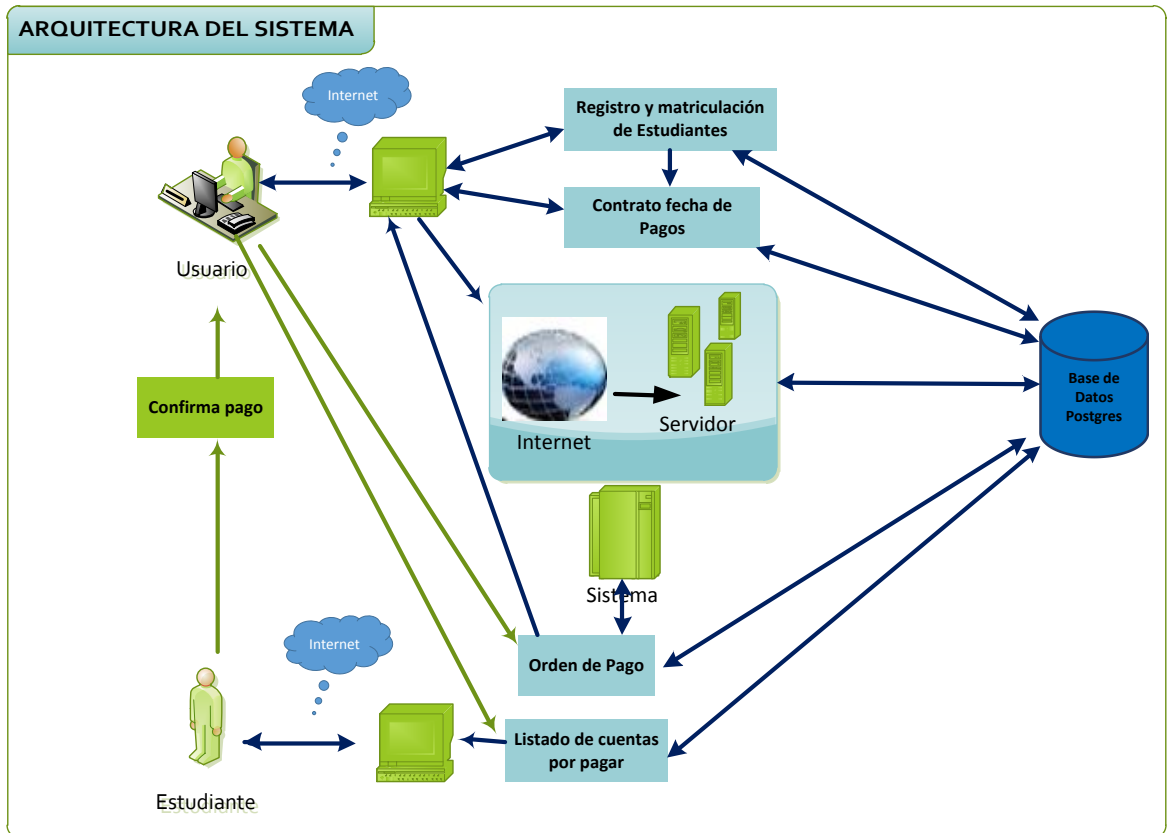 ARQUITECTURA DEL SISTEMA
Internet
Registro y matriculación
de Estudiantes
Contrato fecha de
Pagos
Usuario
Confirma pago
Internet
Servidor
Base de
Datos
Postgres
Sistema
Internet
Orden de Pago
Listado de cuentas
por pagar
Estudiante